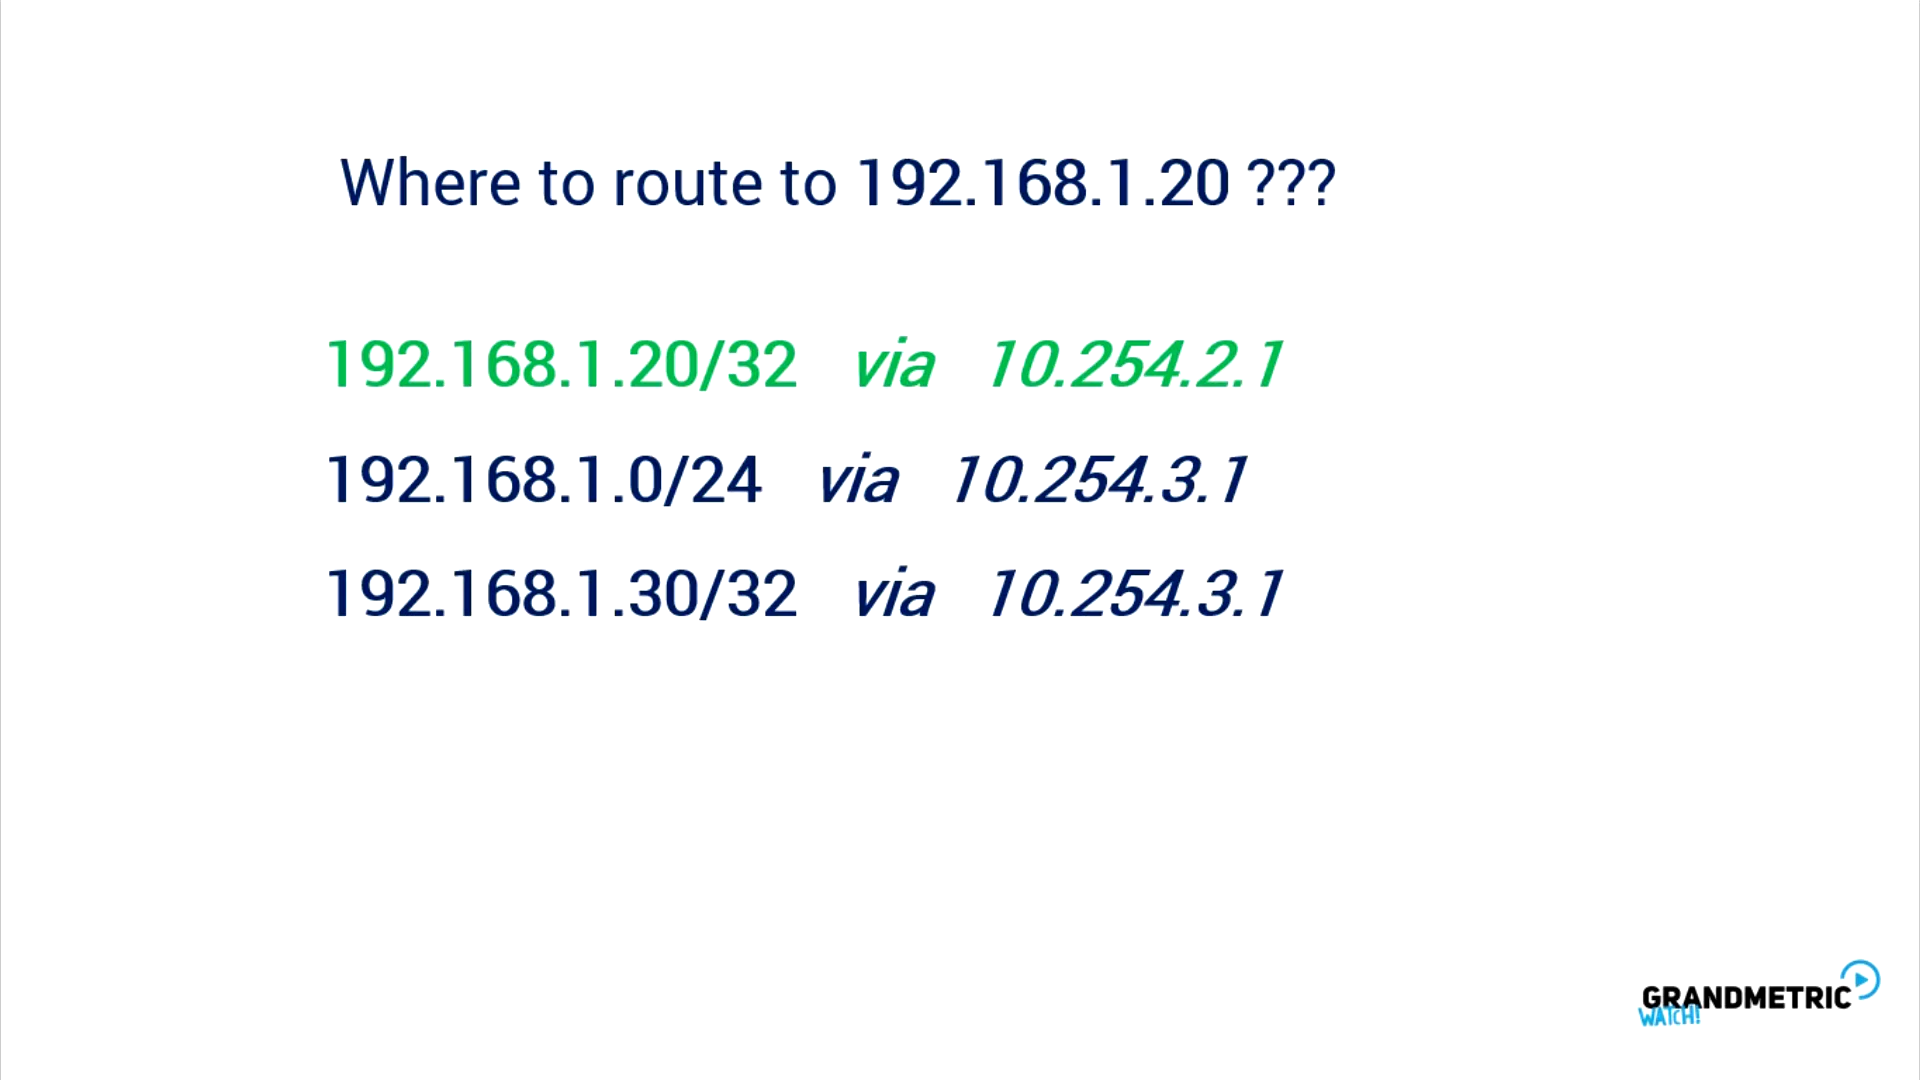 Where to route to 192.168.1.20 ???
192.168.1.20/32 via 10.254.2.1
192.168.1.0/24 via 10.254.3.1
192.168.1.30/32 via 10.254.3.1
GRANDMETRIC
WATCH!